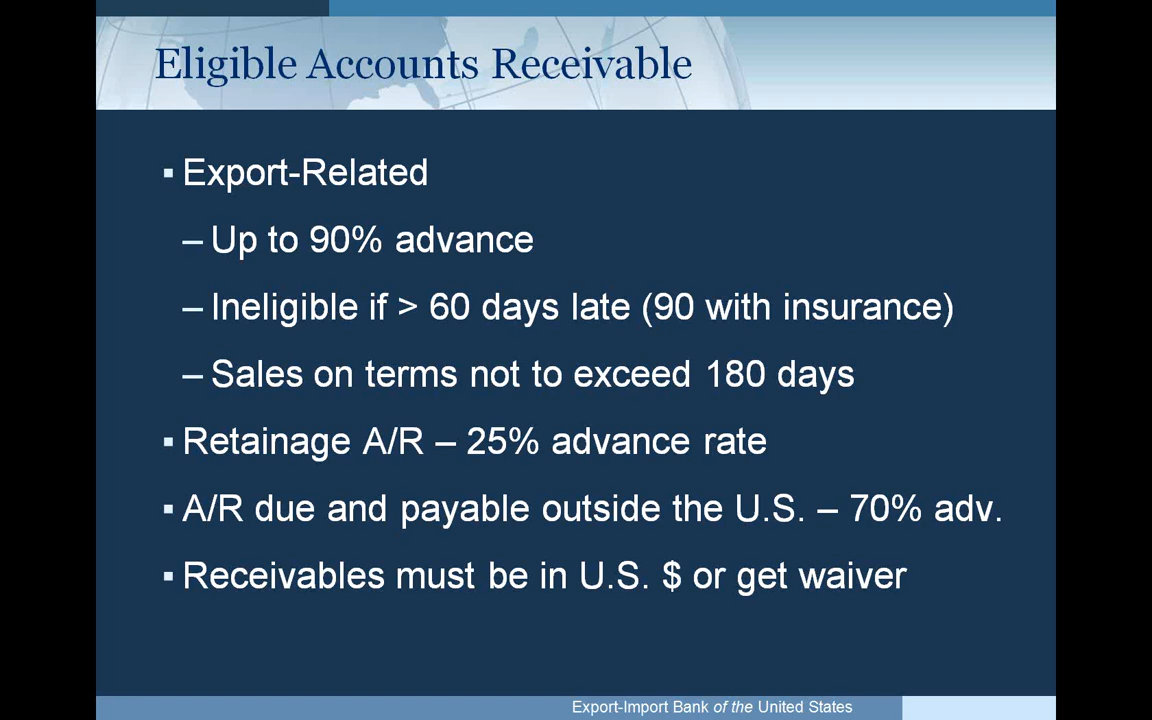 Eligible Accounts Receivable
▪ Export-Related
– Up to 90% advance
– Ineligible if > 60 days late (90 with insurance)
– Sales on terms not to exceed 180 days
▪ Retainage A/R – 25% advance rate
▪ A/R due and payable outside the U.S. – 70% adv.
▪ Receivables must be in U.S. $ or get waiver
Export-Import Bank of the United States